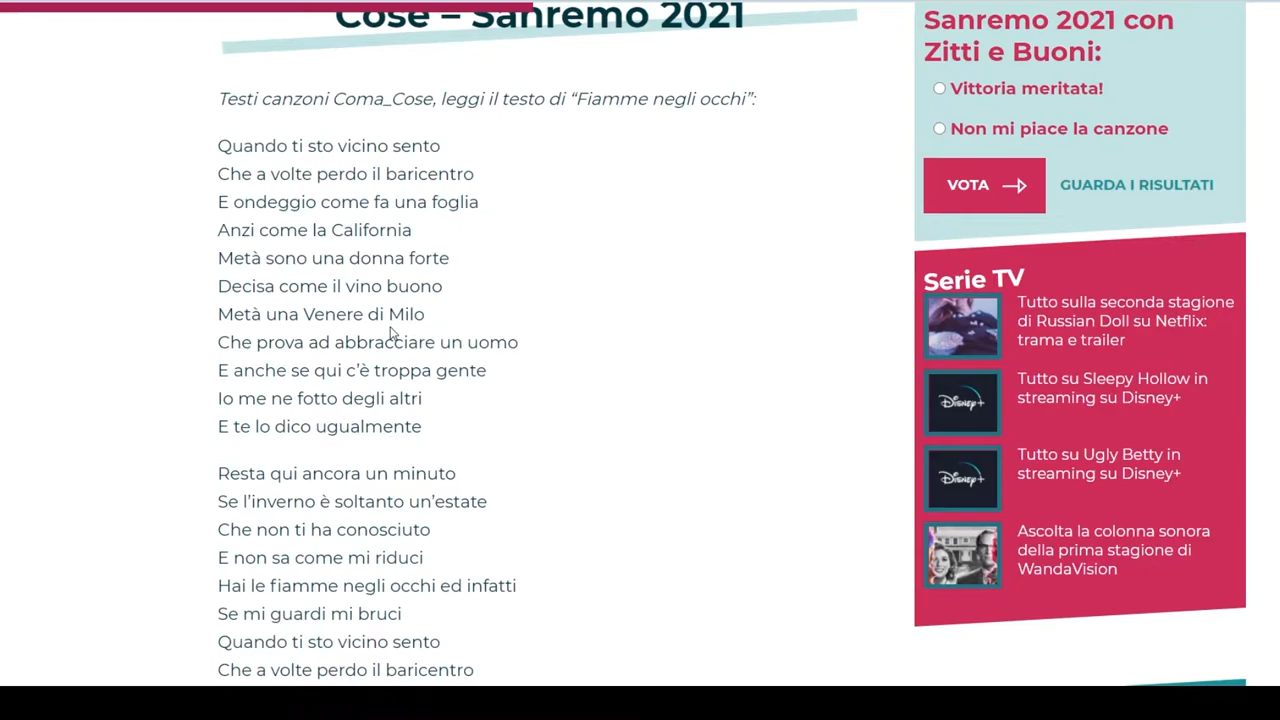 Cose – Sanremo 2021
Testi canzoni Coma_Cose, leggi il testo di “Fiamme negli occhi”:
Quando ti sto vicino sento
Che a volte perdo il baricentro
E ondeggio come fa una foglia
Anzi come la California
Metà sono una donna forte
Decisa come il vino buono
Metà una Venere di Milo
Che prova ad abbracciare un uomo
E anche se qui c’è troppa gente
Io me ne fotto degli altri
E te lo dico ugualmente
Resta qui ancora un minuto
Se l’inverno è soltanto un’estate
Che non ti ha conosciuto
E non sa come mi riduci
Hai le fiamme negli occhi ed infatti
Se mi guardi mi bruci
Quando ti sto vicino sento
Che a volte perdo il baricentro
Sanremo 2021 con
Zitti e Buoni:
Vittoria meritata!
Non mi piace la canzone
VOTA
GUARDA I RISULTATI
Serie TV
Tutto sulla seconda stagione
di Russian Doll su Netflix:
trama e trailer
Disney+
Tutto su Sleepy Hollow in
streaming su Disney+
Disney+
Tutto su Ugly Betty in
streaming su Disney+
Ascolta la colonna sonora
della prima stagione di
WandaVision